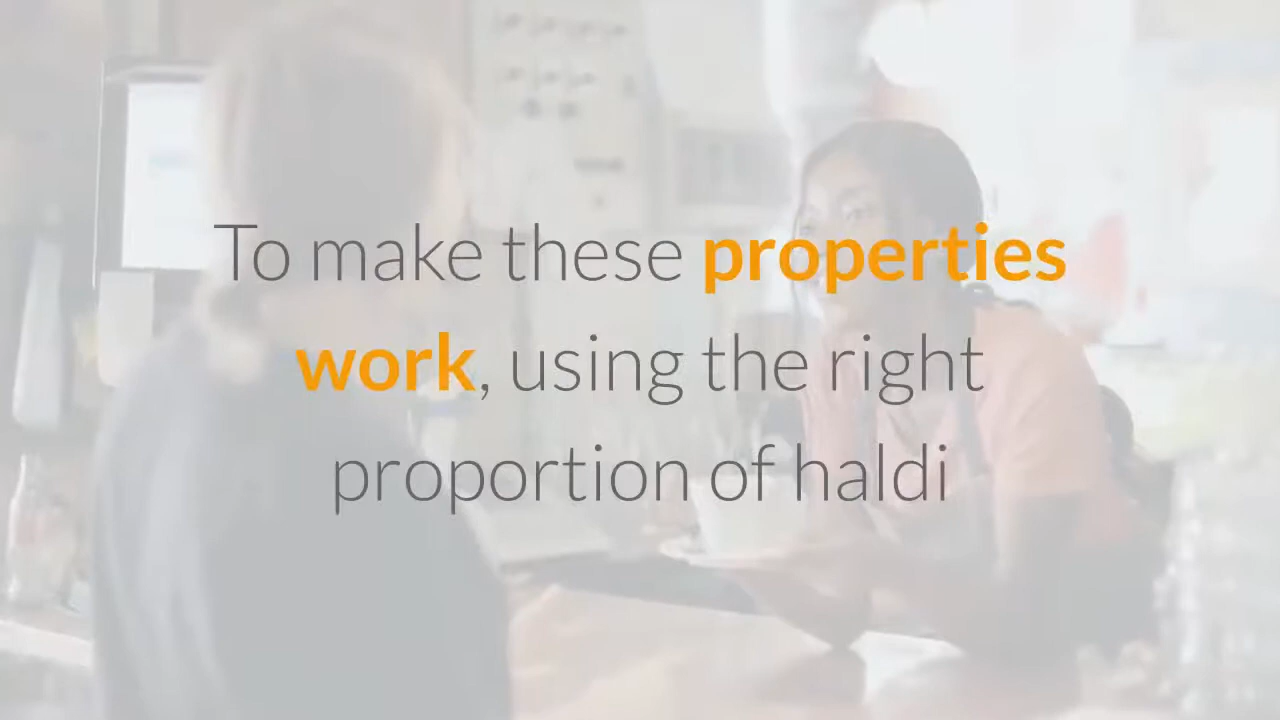 To make these properties
work, using the right
proportion of haldi